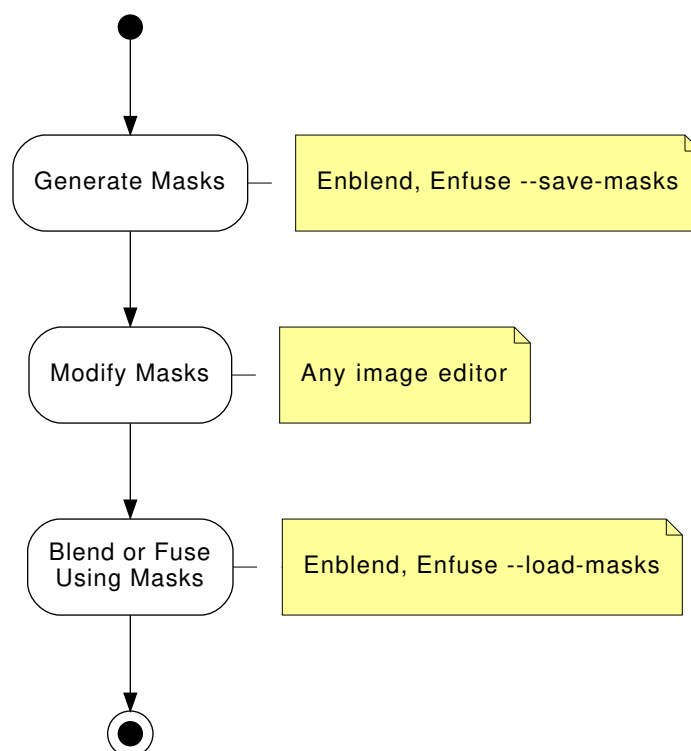 Generate Masks
Enblend, Enfuse --save-masks
Modify Masks
Any image editor
Blend or Fuse
Using Masks
Enblend, Enfuse --load-masks